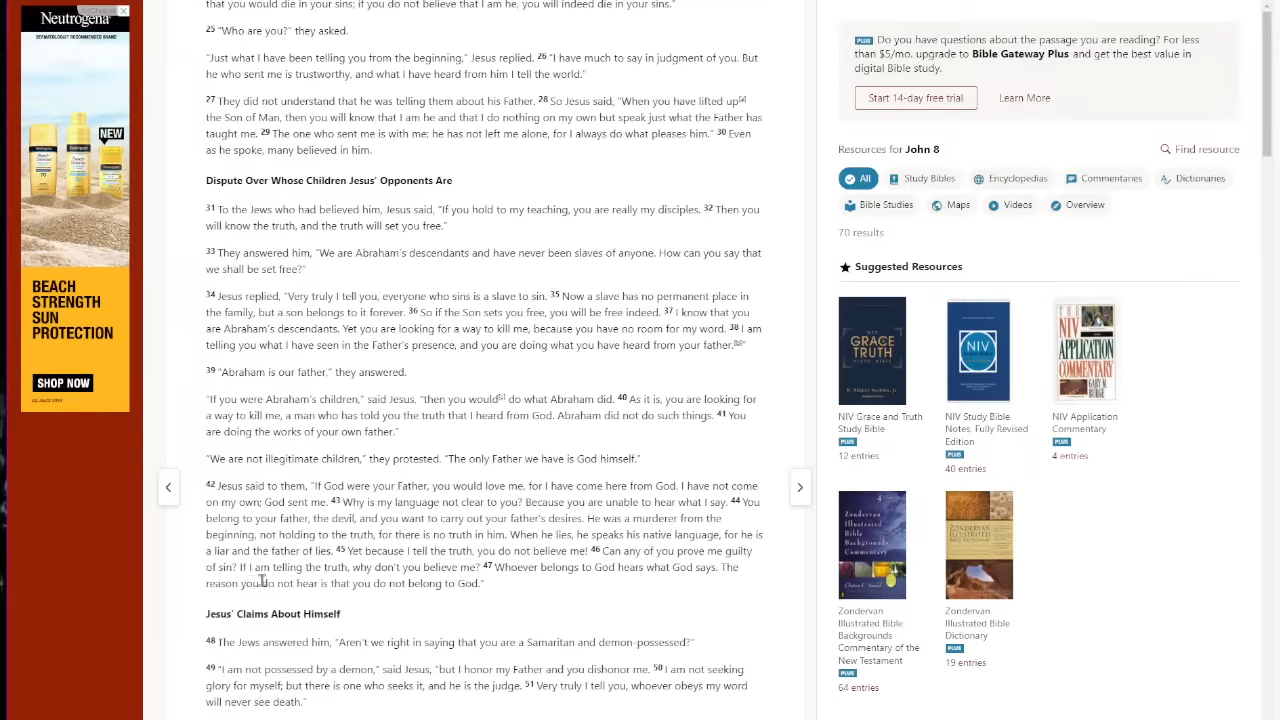 AdChoices
Neutrogena®
DERMATOLOGIST RECOMMENDED BRAND
NEW
BEACH
STRENGTH
SUN
PROTECTION
SHOP NOW
that you would die in your sins; if you do not believe that I am he, you will indeed die in your sins.”
25 “Who are you?” they asked.
“Just what I have been telling you from the beginning,” Jesus replied. 26 “I have much to say in judgment of you. But
he who sent me is trustworthy, and what I have heard from him I tell the world.”
27 They did not understand that he was telling them about his Father. 28 So Jesus said, “When you have lifted up[a]
the Son of Man, then you will know that I am he and that I do nothing on my own but speak just what the Father has
taught me. 29 The one who sent me is with me; he has not left me alone, for I always do what pleases him.” 30 Even
as he spoke, many believed in him.
Dispute Over Whose Children Jesus’ Opponents Are
31 To the Jews who had believed him, Jesus said, “If you hold to my teaching, you are really my disciples. 32 Then you
will know the truth, and the truth will set you free.”
33 They answered him, “We are Abraham’s descendants and have never been slaves of anyone. How can you say that
we shall be set free?”
34 Jesus replied, “Very truly I tell you, everyone who sins is a slave to sin. 35 Now a slave has no permanent place in
the family, but a son belongs to it forever. 36 So if the Son sets you free, you will be free indeed. 37 I know that you
are Abraham’s descendants. Yet you are looking for a way to kill me, because you have no room for my word. 38 I am
telling you what I have seen in the Father’s presence, and you are doing what you have heard from your father.[b]”
39 “Abraham is our father,” they answered.
“If you were Abraham’s children,” said Jesus, “then you would[c] do what Abraham did. 40 As it is, you are looking for
a way to kill me, a man who has told you the truth that I heard from God. Abraham did not do such things. 41 You
are doing the works of your own father.”
“We are not illegitimate children,” they protested. “The only Father we have is God himself.”
42 Jesus said to them, “If God were your Father, you would love me, for I have come here from God. I have not come
on my own; God sent me. 43 Why is my language not clear to you? Because you are unable to hear what I say. 44 You
belong to your father, the devil, and you want to carry out your father’s desires. He was a murderer from the
beginning, not holding to the truth, for there is no truth in him. When he lies, he speaks his native language, for he is
a liar and the father of lies. 45 Yet because I tell the truth, you do not believe me! 46 Can any of you prove me guilty
of sin? If I am telling the truth, why don’t you believe me? 47 Whoever belongs to God hears what God says. The
reason you do not hear is that you do not belong to God.”
Jesus’ Claims About Himself
48 The Jews answered him, “Aren’t we right in saying that you are a Samaritan and demon-possessed?”
49 “I am not possessed by a demon,” said Jesus, “but I honor my Father and you dishonor me. 50 I am not seeking
glory for myself; but there is one who seeks it, and he is the judge. 51 Very truly I tell you, whoever obeys my word
will never see death.”
PLUS Do you have questions about the passage you are reading? For less
than $5/mo. upgrade to Bible Gateway Plus and get the best value in
digital Bible study.
Start 14-day free trial Learn More
Resources for John 8 Find resource
All Study Bibles Encyclopedias Commentaries Dictionaries
Bible Studies Maps Videos Overview
70 results
Suggested Resources
NIV
GRACE
TRUTH
NIV
NIV
APPLICATION
COMMENTARY
NIV Grace and Truth
Study Bible
PLUS
12 entries
NIV Study Bible
Notes, Fully Revised
Edition
PLUS
40 entries
NIV Application
Commentary
PLUS
4 entries
Zondervan
Illustrated
Bible
Backgrounds
Commentary
ZONDERVAN
ILLUSTRATED
BIBLE DICTIONARY
Zondervan
Illustrated Bible
Backgrounds
Commentary of the
New Testament
PLUS
64 entries
Zondervan
Illustrated Bible
Dictionary
PLUS
19 entries